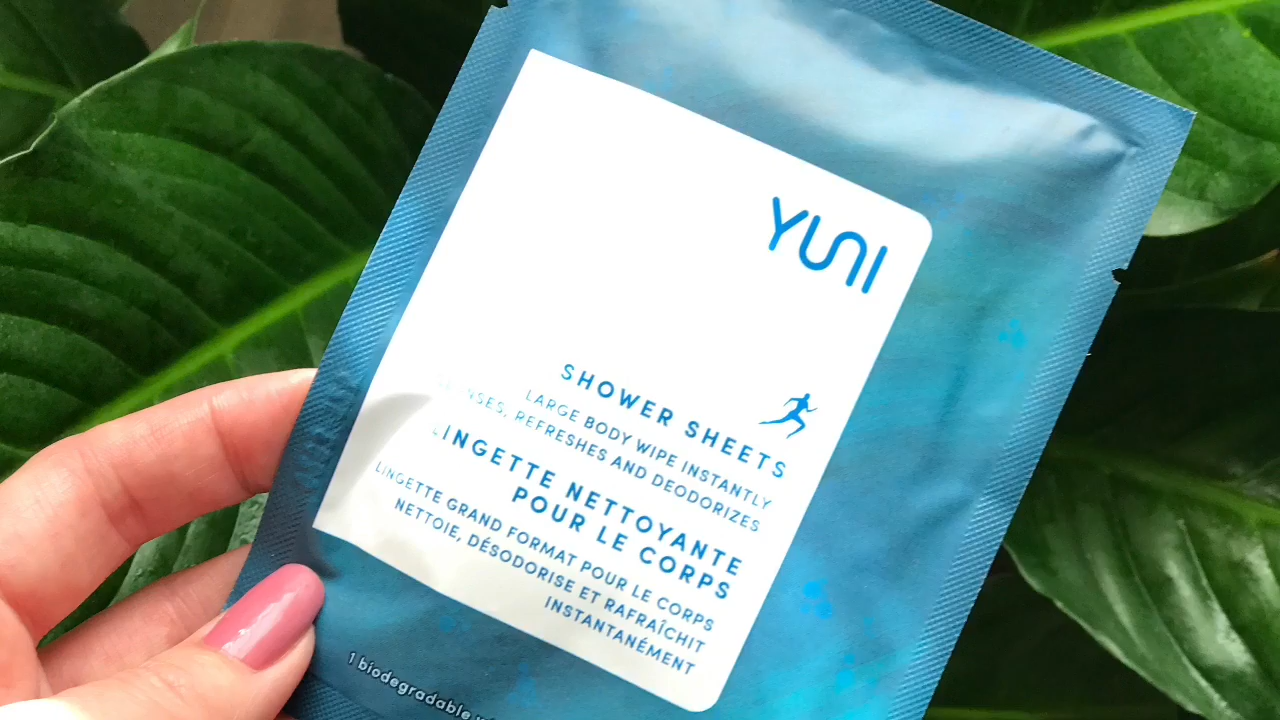 YUNI
SHOWER SHEETS
LARGE BODY WIPE INSTANTLY
CLEANSES, REFRESHES AND DEODORIZES
LINGETTE NETTOYANTE
POUR LE CORPS
LINGETTE GRAND FORMAT POUR LE CORPS
NETTOIE, DÉSODORISE ET RAFRAÎCHIT
INSTANTANÉMENT
1 biodegradable